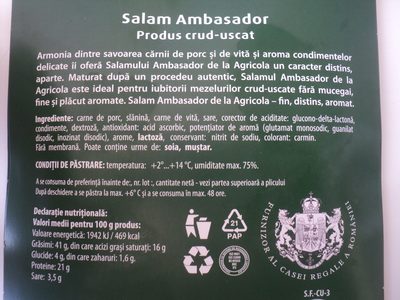 Salam Ambasador
Produs crud-uscat
Armonia dintre savoarea cărnii de porc și de vită și aroma condimentelor
delicate îi oferă Salamului Ambasador de la Agricola un caracter distins,
aparte. Maturat după un procedeu autentic, Salamul Ambasador de la
Agricola este ideal pentru iubitorii mezelurilor crud-uscate fără mucegai,
fine și plăcut aromate. Salam Ambasador de la Agricola – fin, distins, aromat.
Ingrediente: carne de porc, slănină, carne de vită, sare, corector de aciditate: glucono-delta-lactonă,
condimente, dextroză, antioxidant: acid ascorbic, potențiator de aromă (glutamat monosodic, guanilat
disodic, inozinat disodic), arome, lactoză, conservant: nitrit de sodiu, colorant: carmin.
Fără membrană. Poate conține urme de: soia, muștar.
CONDIȚII DE PĂSTRARE: temperatura: +2°...+14 °C, umiditate max. 75%.
A se consuma de preferință înainte de:, nr. lot :, cantitate netă - vezi partea superioară a plicului
După deschidere a se păstra la max. +6° C și a se consuma în max. 48 ore.
Declarație nutrițională:
Valori medii pentru 100 g produs:
Valoare energetică: 1942 kJ / 469 kcal
Grăsimi: 41 g, din care acizi grași saturați: 16 g
Glucide: 4 g, din care zaharuri: 1,6 g.
Proteine: 21 g
Sare: 3,5 g
21
PAP
FURNIZOR AL CASEI REGALE A ROMÂNIEI
S.F.-CU-3